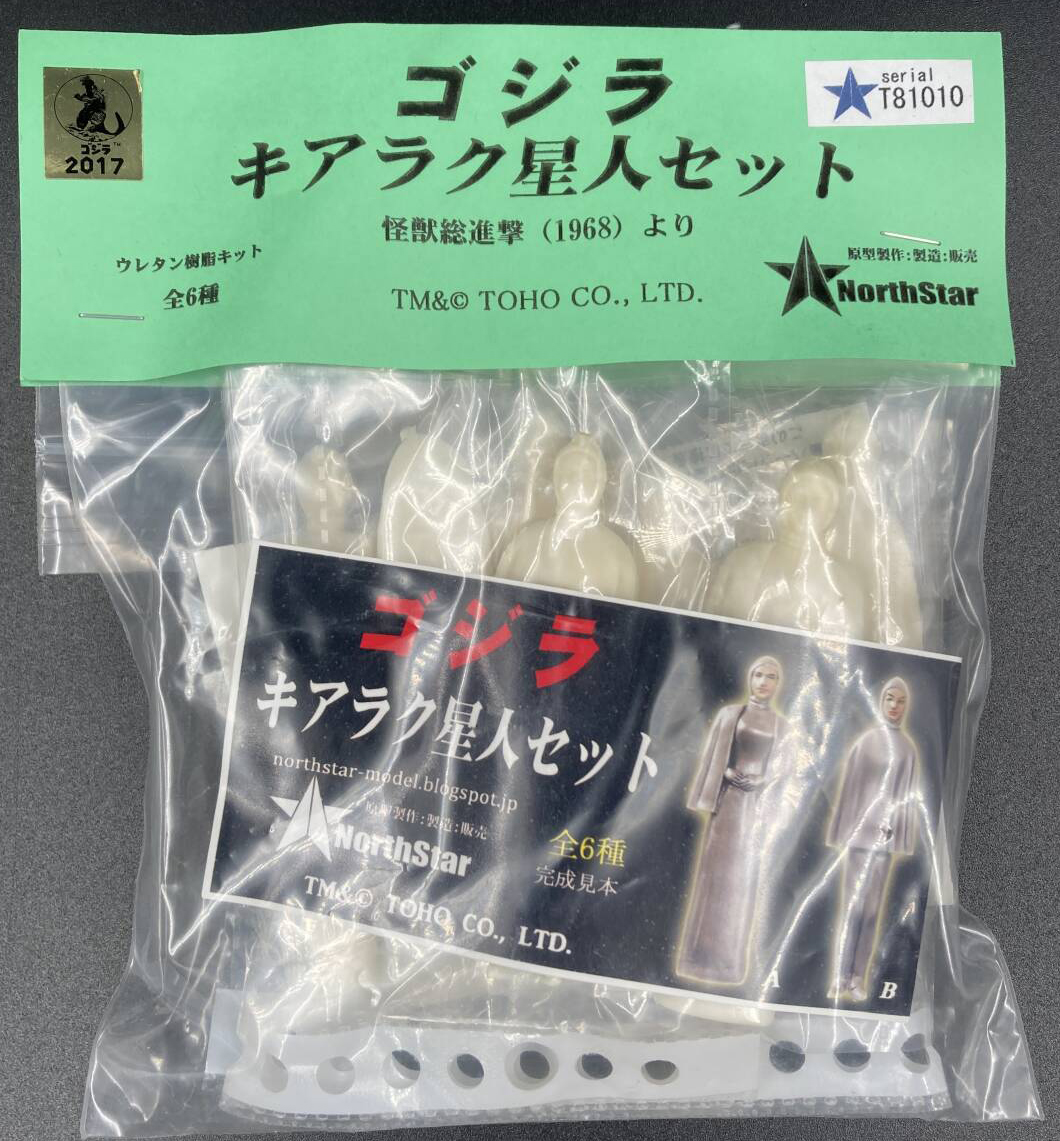 ゴジラ
キアラク星人セット
怪獣総進撃（1968）より
TM&© TOHO CO., LTD.
ゴジラ™
2017
serial
T81010
ウレタン樹脂キット
全6種
原型製作:製造:販売
NorthStar
ゴジラ
キアラク星人セット
northstar-model.blogspot.jp
原型製作:製造:販売
NorthStar
TM&© TOHO CO., LTD.
全6種
完成見本
A
B